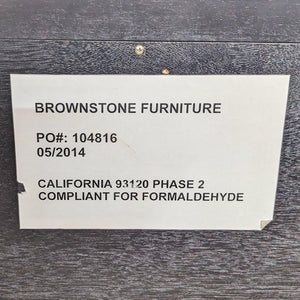 BROWNSTONE FURNITURE
PO#: 104816
05/2014
CALIFORNIA 93120 PHASE 2
COMPLIANT FOR FORMALDEHYDE